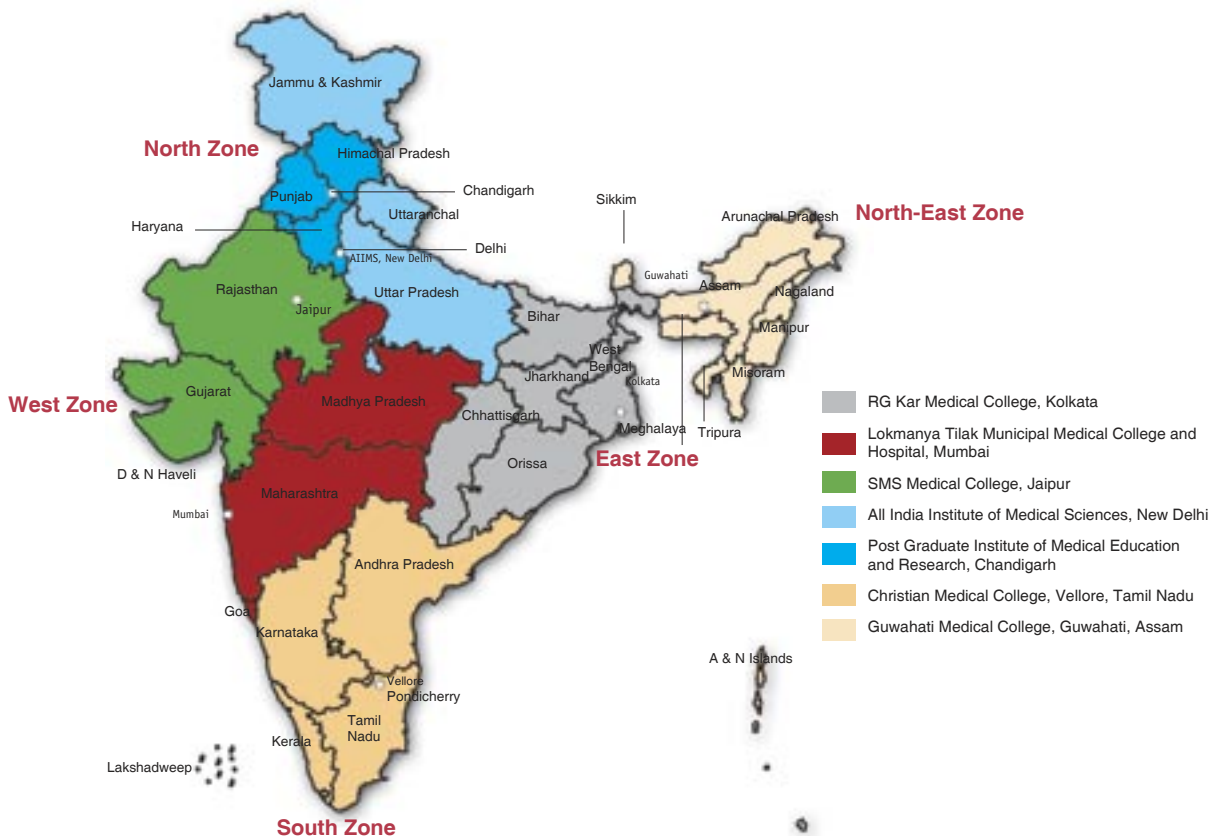 Jammu & Kashmir
North Zone
Himachal Pradesh
Punjab
Chandigarh
Uttaranchal
Haryana
Delhi
AIIMS, New Delhi
Sikkim
Arunachal Pradesh
North-East Zone
Guwahati
Assam
Nagaland
Rajasthan
Jaipur
Uttar Pradesh
Bihar
Manipur
West
Bengal
Misoram
Jharkhand
Kolkata
Gujarat
West Zone
Madhya Pradesh
Chhattisgarh
Meghalaya
Tripura
East Zone
Orissa
D & N Haveli
Maharashtra
Mumbai
Andhra Pradesh
Goa
Karnataka
Vellore
Pondicherry
Tamil
Nadu
Kerala
Lakshadweep
South Zone
A & N Islands
RG Kar Medical College, Kolkata
Lokmanya Tilak Municipal Medical College and
Hospital, Mumbai
SMS Medical College, Jaipur
All India Institute of Medical Sciences, New Delhi
Post Graduate Institute of Medical Education
and Research, Chandigarh
Christian Medical College, Vellore, Tamil Nadu
Guwahati Medical College, Guwahati, Assam